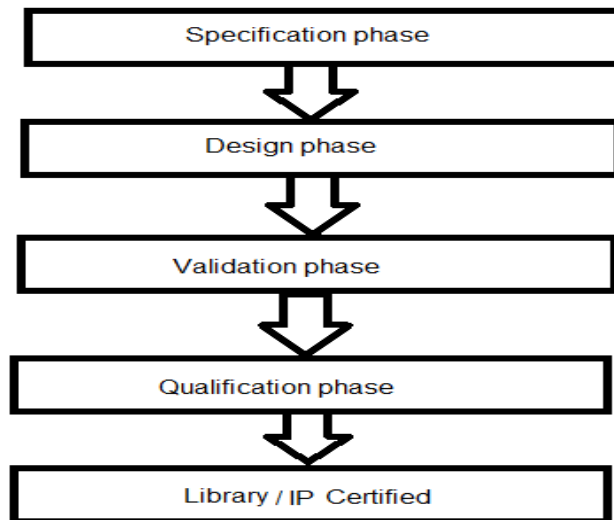 Specification phase
Design phase
Validation phase
Qualification phase
Library / IP Certified